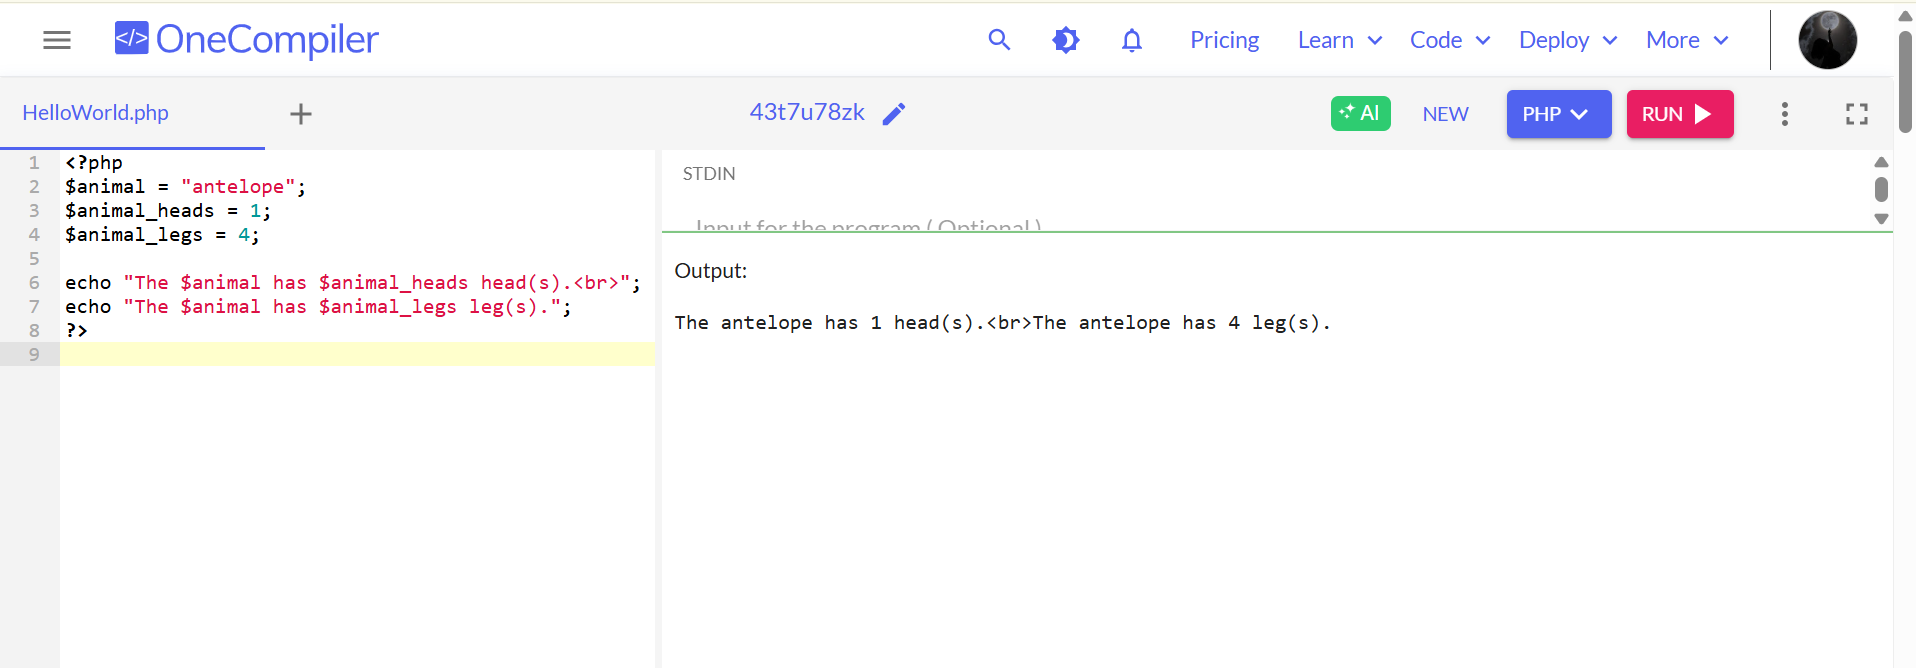 </> OneCompiler
Pricing Learn Code Deploy More
HelloWorld.php + 43t7u78zk AI NEW PHP RUN
1 <?php
2 $animal = "antelope";
3 $animal_heads = 1;
4 $animal_legs = 4;
5
6 echo "The $animal has $animal_heads head(s).<br>";
7 echo "The $animal has $animal_legs leg(s).";
8 ?>
9
STDIN
Input for the program ( Optional )
Output:
The antelope has 1 head(s).<br>The antelope has 4 leg(s).